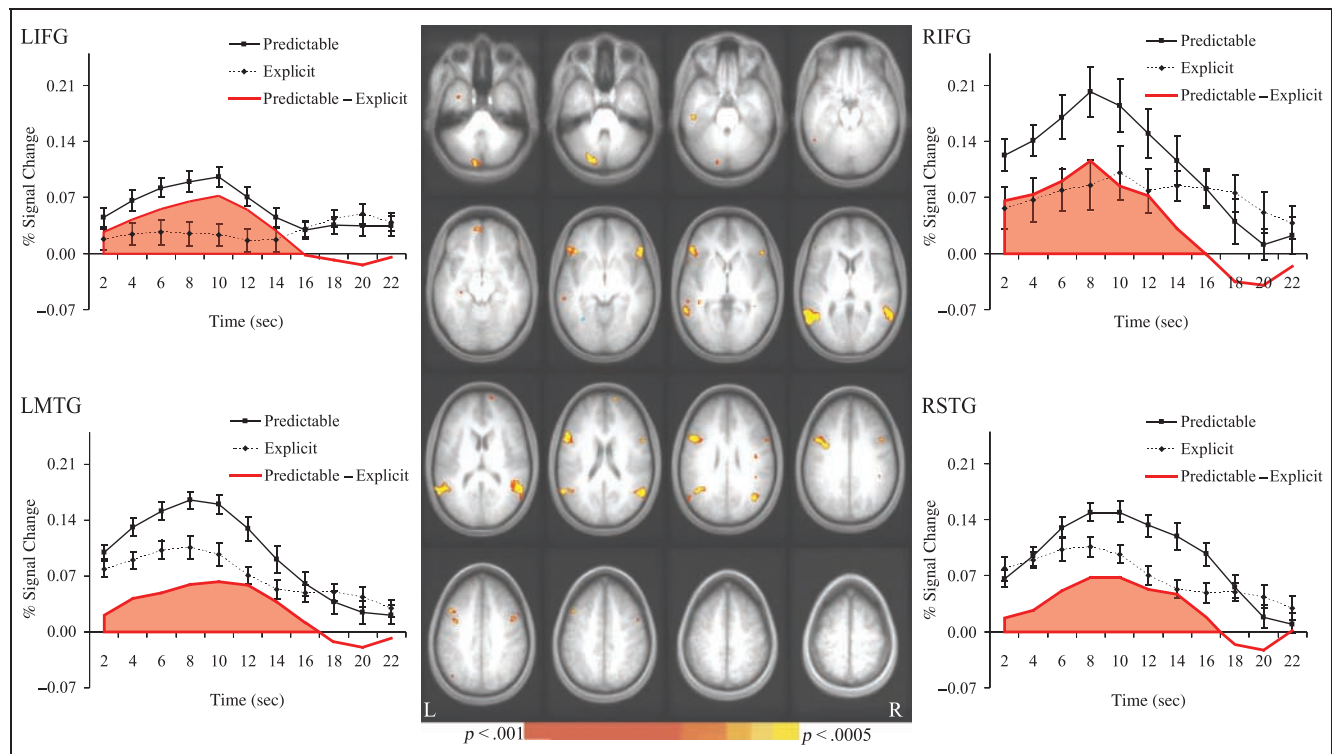 LIFG
Predictable
Explicit
Predictable – Explicit
% Signal Change
0.21
0.14
0.07
0.00
–0.07
2 4 6 8 10 12 14 16 18 20 22
Time (sec)
RIFG
Predictable
Explicit
Predictable – Explicit
% Signal Change
0.21
0.14
0.07
0.00
–0.07
2 4 6 8 10 12 14 16 18 20 22
Time (sec)
LMTG
Predictable
Explicit
Predictable – Explicit
% Signal Change
0.21
0.14
0.07
0.00
–0.07
2 4 6 8 10 12 14 16 18 20 22
Time (sec)
RSTG
Predictable
Explicit
Predictable – Explicit
% Signal Change
0.21
0.14
0.07
0.00
–0.07
2 4 6 8 10 12 14 16 18 20 22
Time (sec)
L R
p < .001 p < .0005